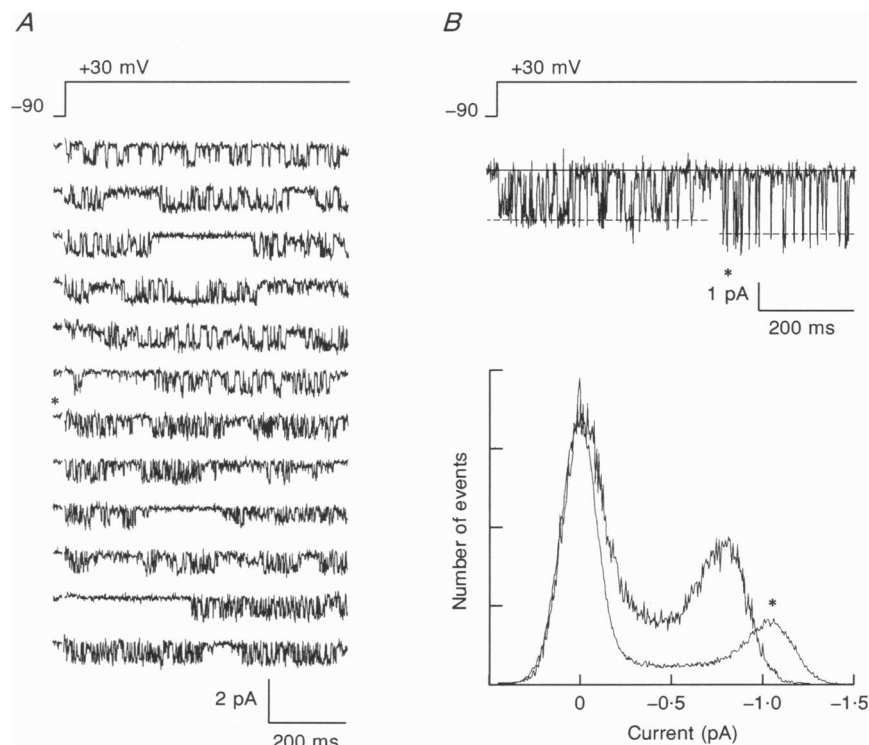 A
+30 mV
−90
*
2 pA
200 ms
B
+30 mV
−90
*
1 pA
200 ms
Number of events
*
0
−0·5
−1·0
−1·5
Current (pA)